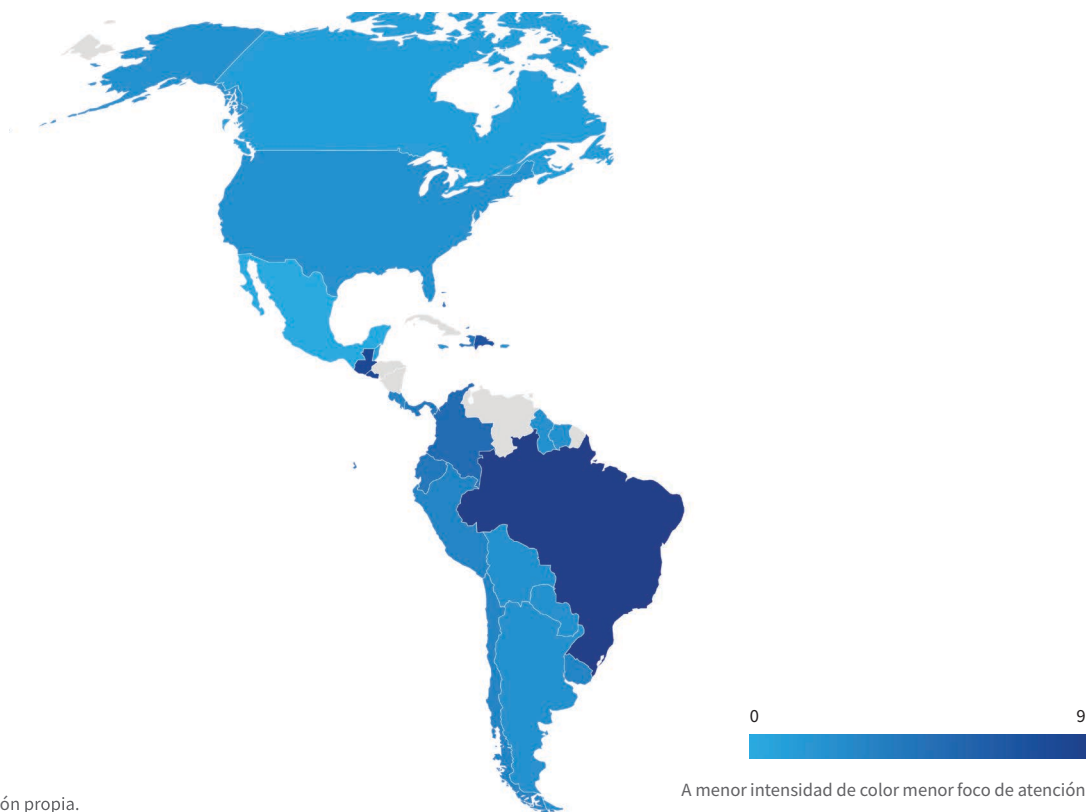 0 9
A menor intensidad de color menor foco de atención
ón propia.